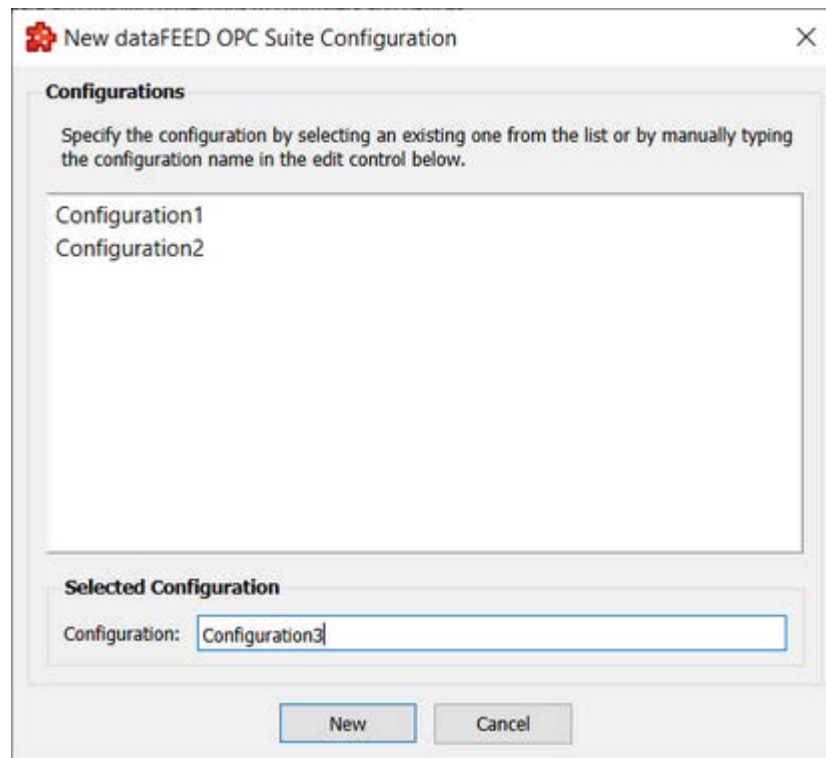 New dataFEED OPC Suite Configuration
Configurations
Specify the configuration by selecting an existing one from the list or by manually typing
the configuration name in the edit control below.
Configuration1
Configuration2
Selected Configuration
Configuration: Configuration3
New Cancel